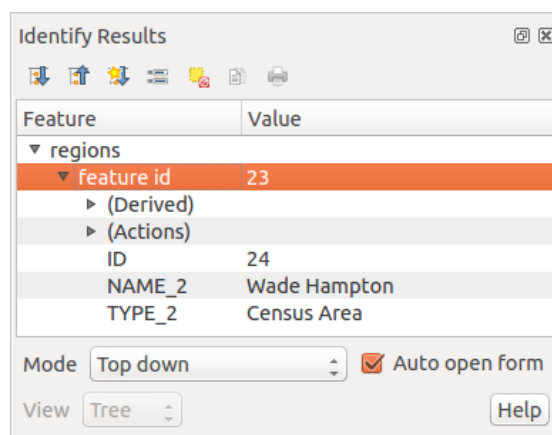 Identify Results
Feature Value
regions
feature id 23
(Derived)
(Actions)
ID 24
NAME_2 Wade Hampton
TYPE_2 Census Area
Mode Top down Auto open form
View Tree Help